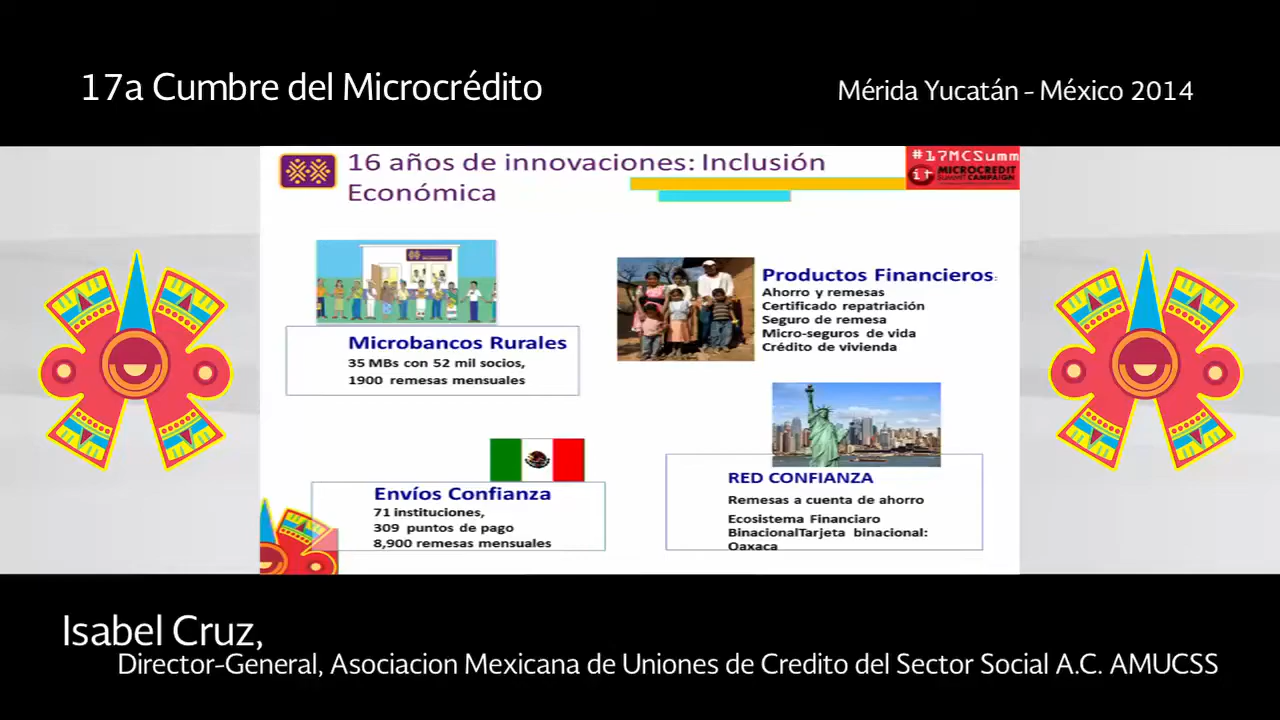 17a Cumbre del Microcrédito
Mérida Yucatán - México 2014
16 años de innovaciones: Inclusión
Económica
#17MCSumm
it
MICROCREDIT
Summit CAMPAIGN
Productos Financieros:
Ahorro y remesas
Certificado repatriación
Seguro de remesa
Micro-seguros de vida
Crédito de vivienda
Microbancos Rurales
35 MBs con 52 mil socios,
1900 remesas mensuales
Envíos Confianza
71 instituciones,
309 puntos de pago
8,900 remesas mensuales
RED CONFIANZA
Remesas a cuenta de ahorro
Ecosistema Financiaro
BinacionalTarjeta binacional:
Oaxaca
Isabel Cruz,
Director-General, Asociacion Mexicana de Uniones de Credito del Sector Social A.C. AMUCSS